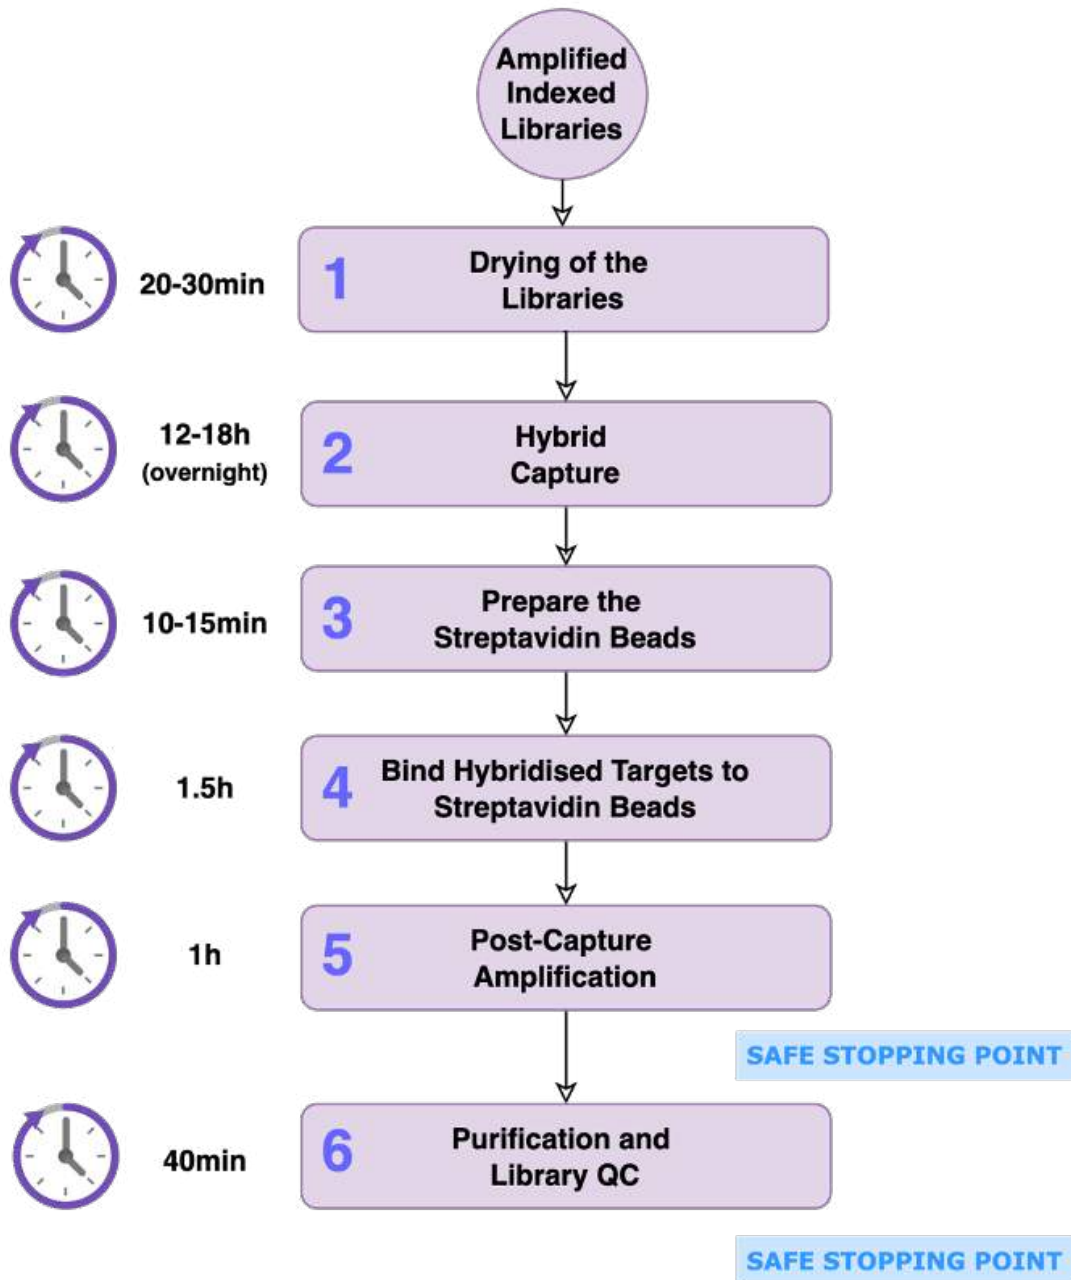 Amplified
Indexed
Libraries
20-30min
1
Drying of the
Libraries
12-18h
(overnight)
2
Hybrid
Capture
10-15min
3
Prepare the
Streptavidin Beads
1.5h
4
Bind Hybridised Targets to
Streptavidin Beads
1h
5
Post-Capture
Amplification
SAFE STOPPING POINT
40min
6
Purification and
Library QC
SAFE STOPPING POINT